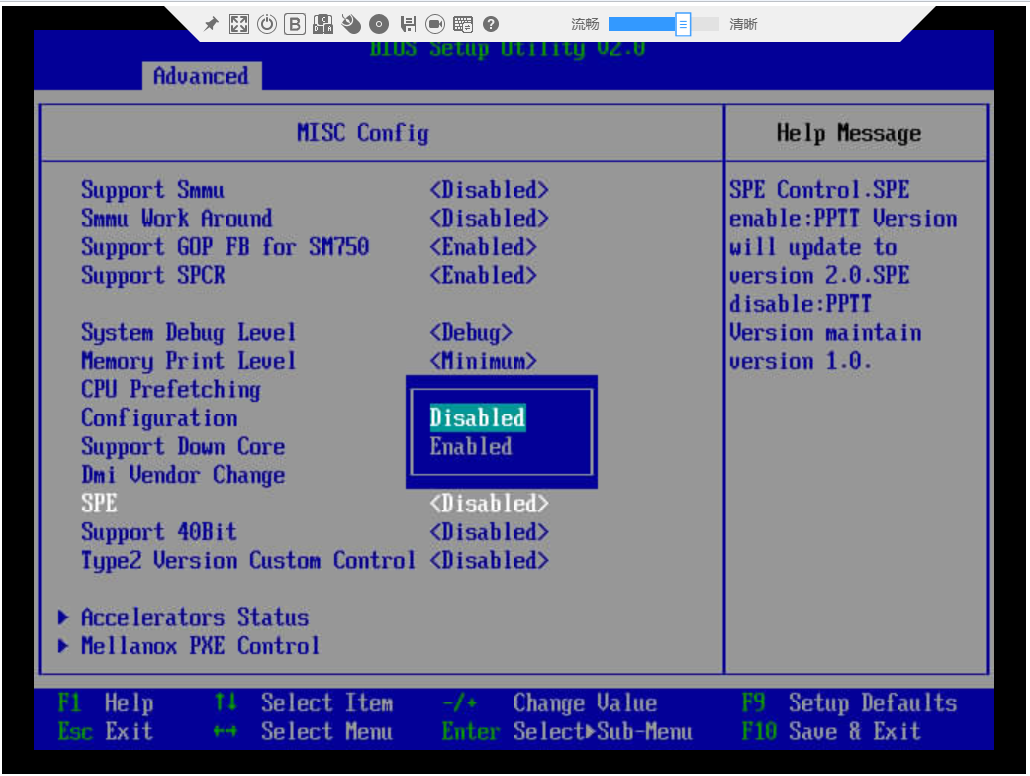 流畅 清晰
BIOS Setup Utility V2.0
Advanced
MISC Config
Support Smmu <Disabled>
Smmu Work Around <Disabled>
Support GOP FB for SM750 <Enabled>
Support SPCR <Enabled>
System Debug Level <Debug>
Memory Print Level <Minimum>
CPU Prefetching
Configuration
Support Down Core
Dmi Vendor Change
SPE <Disabled>
Support 40Bit <Disabled>
Type2 Version Custom Control <Disabled>
Accelerators Status
Mellanox PXE Control
Disabled
Enabled
Help Message
SPE Control.SPE
enable:PPTT Version
will update to
version 2.0.SPE
disable:PPTT
Version maintain
version 1.0.
F1 Help ↑↓ Select Item -/+ Change Value F9 Setup Defaults
Esc Exit ←→ Select Menu Enter Select▶Sub-Menu F10 Save & Exit